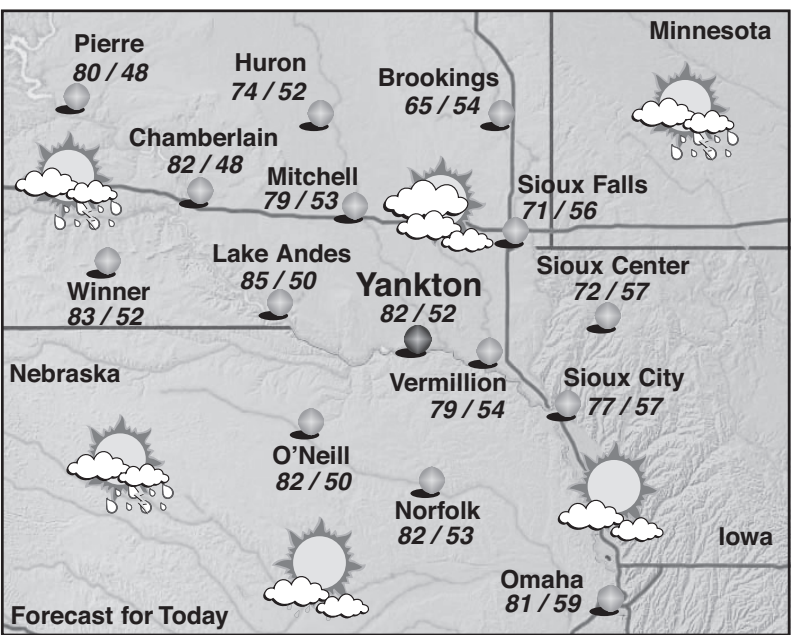 Minnesota
Pierre
80 / 48
Huron
74 / 52
Brookings
65 / 54
Chamberlain
82 / 48
Mitchell
79 / 53
Sioux Falls
71 / 56
Winner
83 / 52
Lake Andes
85 / 50
Yankton
82 / 52
Sioux Center
72 / 57
Nebraska
Vermillion
79 / 54
Sioux City
77 / 57
O'Neill
82 / 50
Norfolk
82 / 53
Iowa
Omaha
81 / 59
Forecast for Today